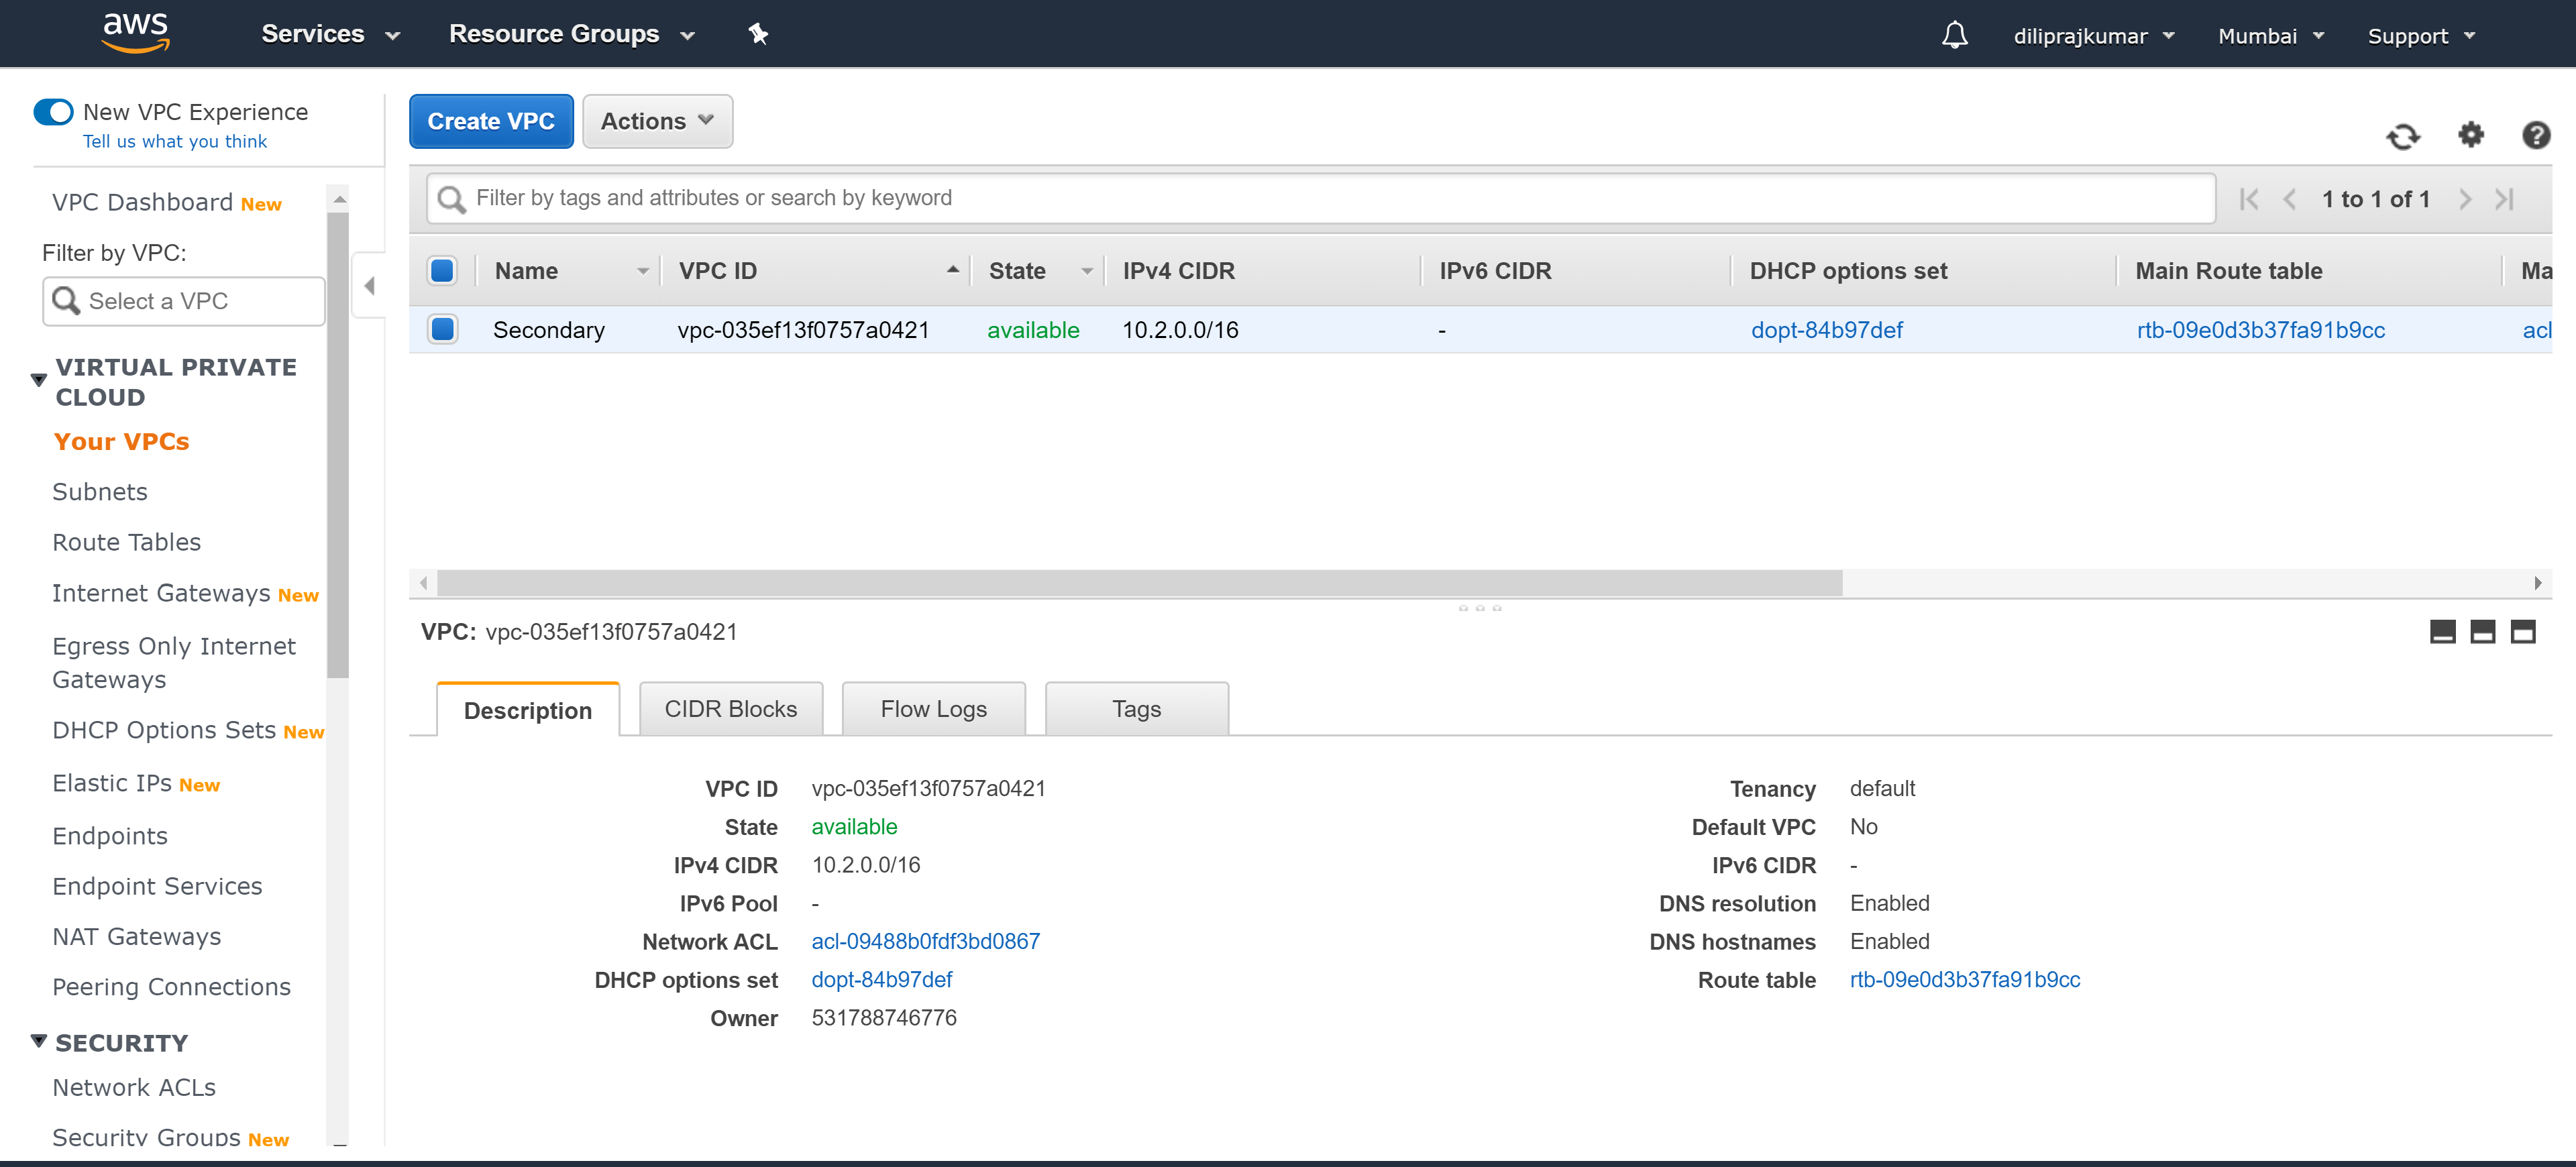 aws
Services
Resource Groups
diliprajkumar
Mumbai
Support
New VPC Experience
Tell us what you think
VPC Dashboard New
Filter by VPC:
Select a VPC
VIRTUAL PRIVATE
CLOUD
Your VPCs
Subnets
Route Tables
Internet Gateways New
Egress Only Internet
Gateways
DHCP Options Sets New
Elastic IPs New
Endpoints
Endpoint Services
NAT Gateways
Peering Connections
SECURITY
Network ACLs
Security Groups New
Create VPC
Actions
Filter by tags and attributes or search by keyword
1 to 1 of 1
Name VPC ID State IPv4 CIDR IPv6 CIDR DHCP options set Main Route table Ma
Secondary vpc-035ef13f0757a0421 available 10.2.0.0/16 - dopt-84b97def rtb-09e0d3b37fa91b9cc acl
VPC: vpc-035ef13f0757a0421
Description
CIDR Blocks
Flow Logs
Tags
VPC ID vpc-035ef13f0757a0421
State available
IPv4 CIDR 10.2.0.0/16
IPv6 Pool -
Network ACL acl-09488b0fdf3bd0867
DHCP options set dopt-84b97def
Owner 531788746776
Tenancy default
Default VPC No
IPv6 CIDR -
DNS resolution Enabled
DNS hostnames Enabled
Route table rtb-09e0d3b37fa91b9cc